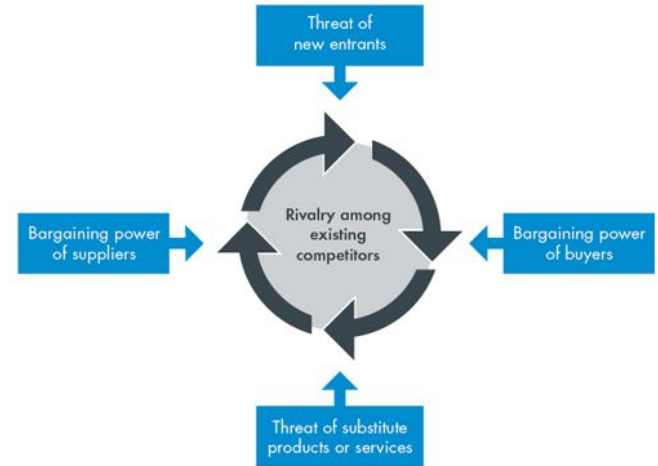 Threat of
new entrants
Rivalry among
existing
competitors
Bargaining power
of suppliers
Bargaining power
of buyers
Threat of substitute
products or services